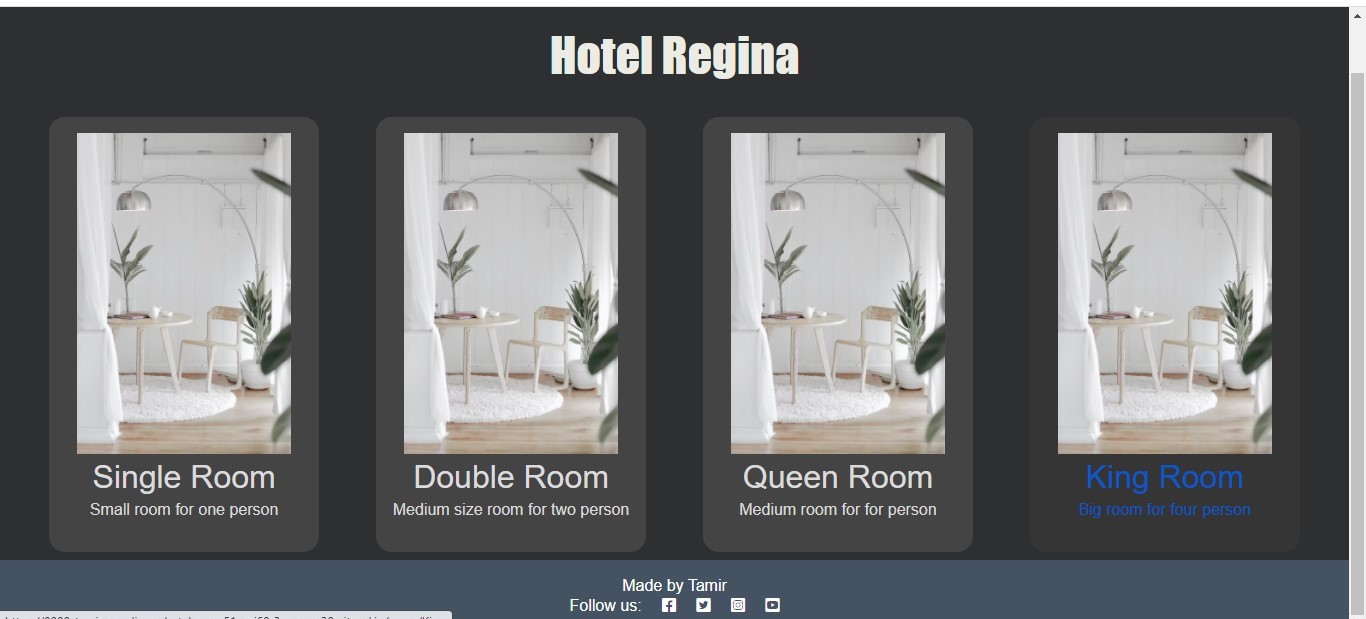 Hotel Regina
Single Room
Small room for one person
Double Room
Medium size room for two person
Queen Room
Medium room for for person
King Room
Big room for four person
Made by Tamir
Follow us: